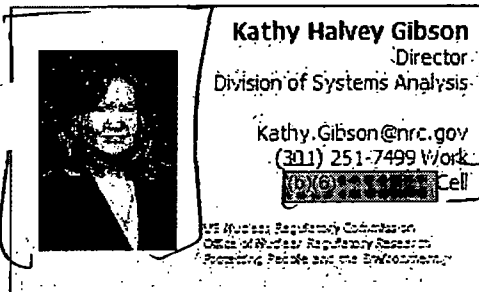 Kathy Halvey Gibson
Director
Division of Systems Analysis
Kathy.Gibson@nrc.gov
(301) 251-7499 Work
(b)(6) Cell
US Nuclear Regulatory Commission
Office of Nuclear Regulatory Research
Protecting People and the Environment